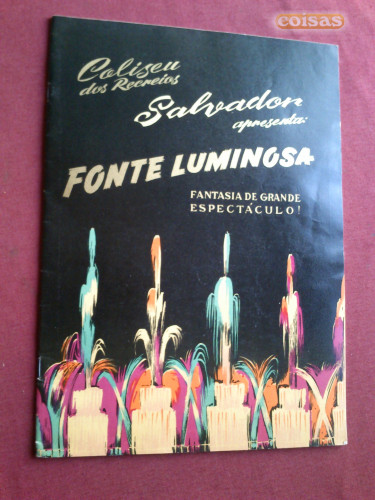 coisas
Coliseu
dos Recreios
Salvador
apresenta:
FONTE LUMINOSA
FANTASIA DE GRANDE
ESPECTÁCULO!